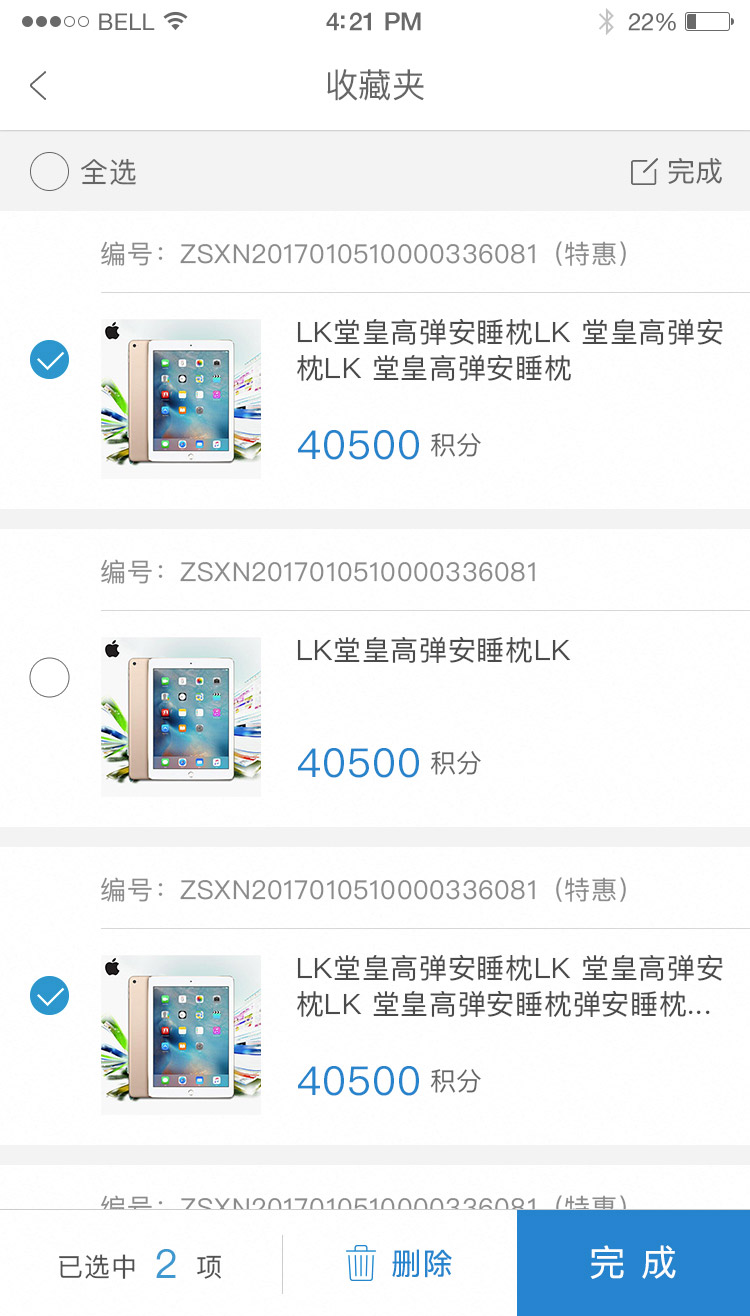 BELL 4:21 PM 22%
收藏夹
全选 完成
编号：ZSXN2017010510000336081（特惠）
LK堂皇高弹安睡枕LK 堂皇高弹安
枕LK 堂皇高弹安睡枕
40500 积分
编号：ZSXN2017010510000336081
LK堂皇高弹安睡枕LK
40500 积分
编号：ZSXN2017010510000336081（特惠）
LK堂皇高弹安睡枕LK 堂皇高弹安
枕LK 堂皇高弹安睡枕弹安睡枕...
40500 积分
编号：ZSXN2017010510000336081（特惠）
已选中 2 项 删除 完成